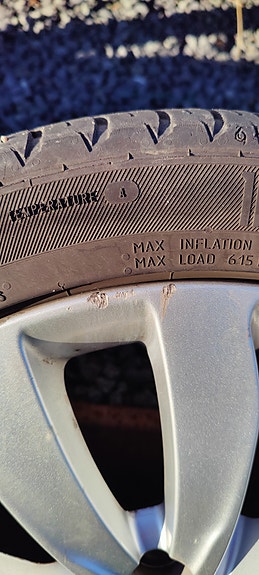 TEMPERATURE A
MAX INFLATION
MAX LOAD 615